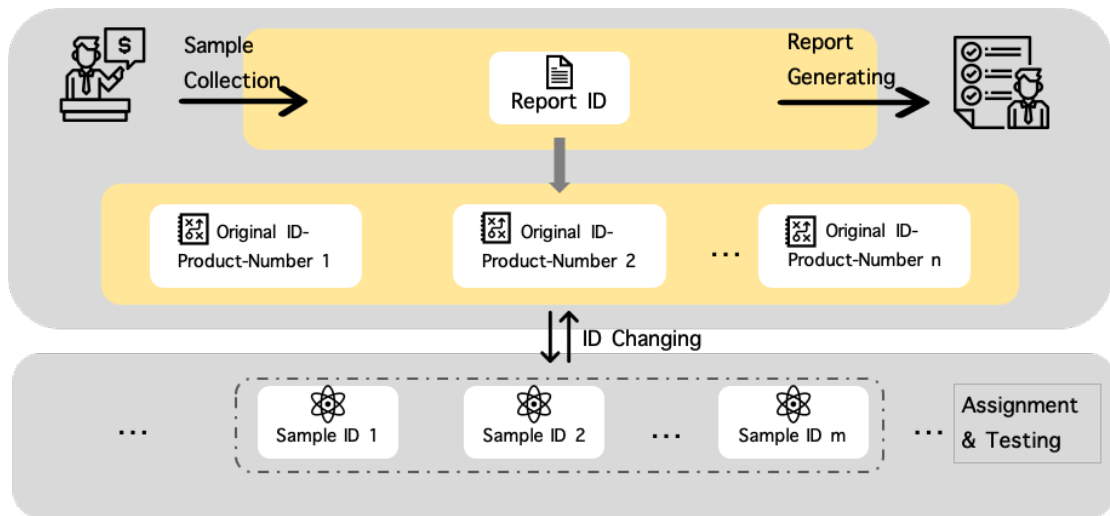 $
Sample
Collection
Report ID
Report
Generating
Original ID-
Product-Number 1
Original ID-
Product-Number 2
...
Original ID-
Product-Number n
ID Changing
...
Sample ID 1
Sample ID 2
...
Sample ID m
...
Assignment
& Testing